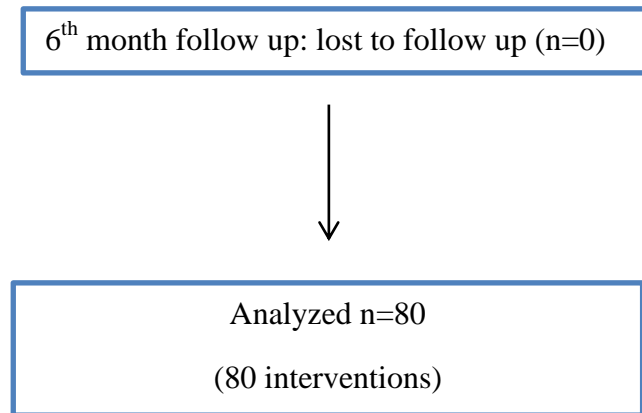 6th month follow up: lost to follow up (n=0)
Analyzed n=80
(80 interventions)